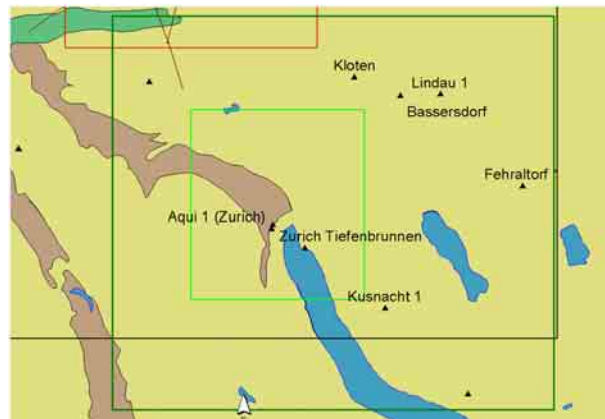 Kloten
Lindau 1
Bassersdorf
Fehraltorf
Aqui 1 (Zurich)
Zurich Tiefenbrunnen
Kusnacht 1